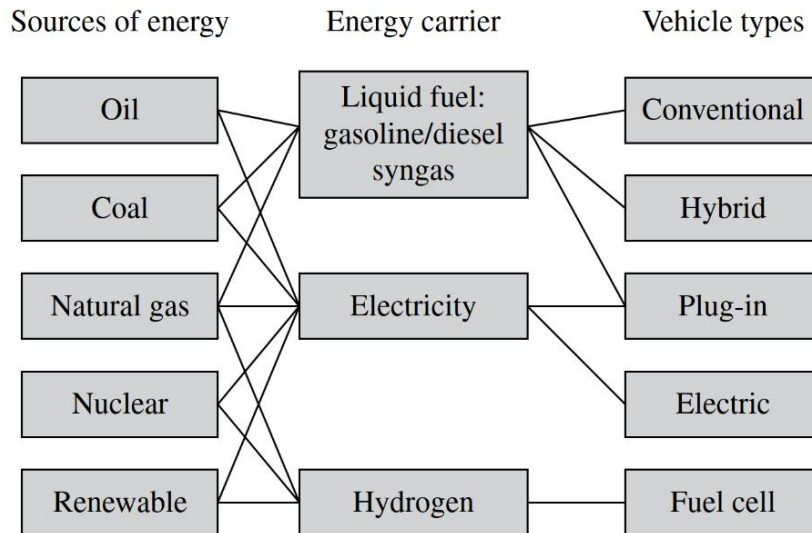 Sources of energy
Energy carrier
Vehicle types
Oil
Coal
Natural gas
Nuclear
Renewable
Liquid fuel:
gasoline/diesel
syngas
Electricity
Hydrogen
Conventional
Hybrid
Plug-in
Electric
Fuel cell